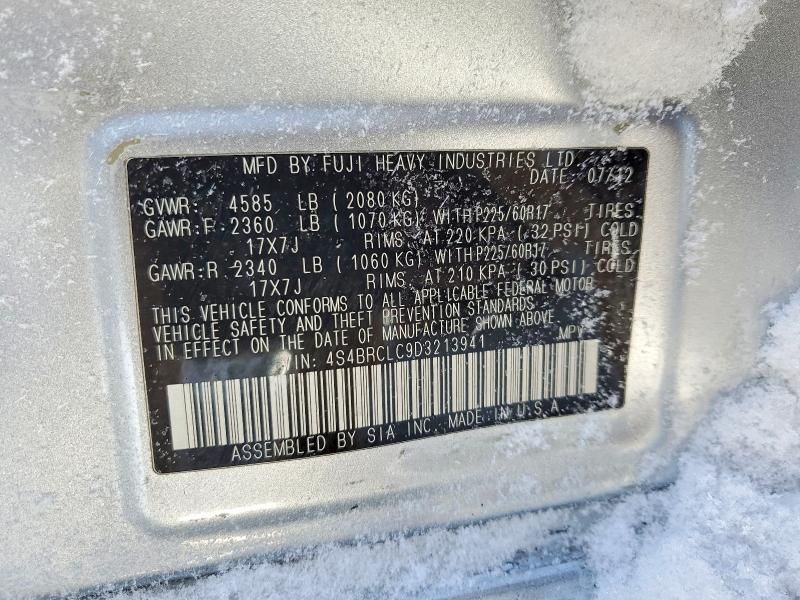 MFD BY FUJI HEAVY INDUSTRIES LTD.
DATE: 07/12
GVWR: 4585 LB ( 2080 KG)
GAWR: F 2360 LB ( 1070 KG) WITH P225/60R17 TIRES
17X7J RIMS AT 220 KPA ( 32 PSI) COLD
GAWR: R 2340 LB ( 1060 KG) WITH P225/60R17 TIRES
17X7J RIMS AT 210 KPA ( 30 PSI) COLD
THIS VEHICLE CONFORMS TO ALL APPLICABLE FEDERAL MOTOR
VEHICLE SAFETY AND THEFT PREVENTION STANDARDS
IN EFFECT ON THE DATE OF MANUFACTURE SHOWN ABOVE.
VIN: 4S4BRCLC9D3213941 MPV
ASSEMBLED BY SIA INC. MADE IN U.S.A.